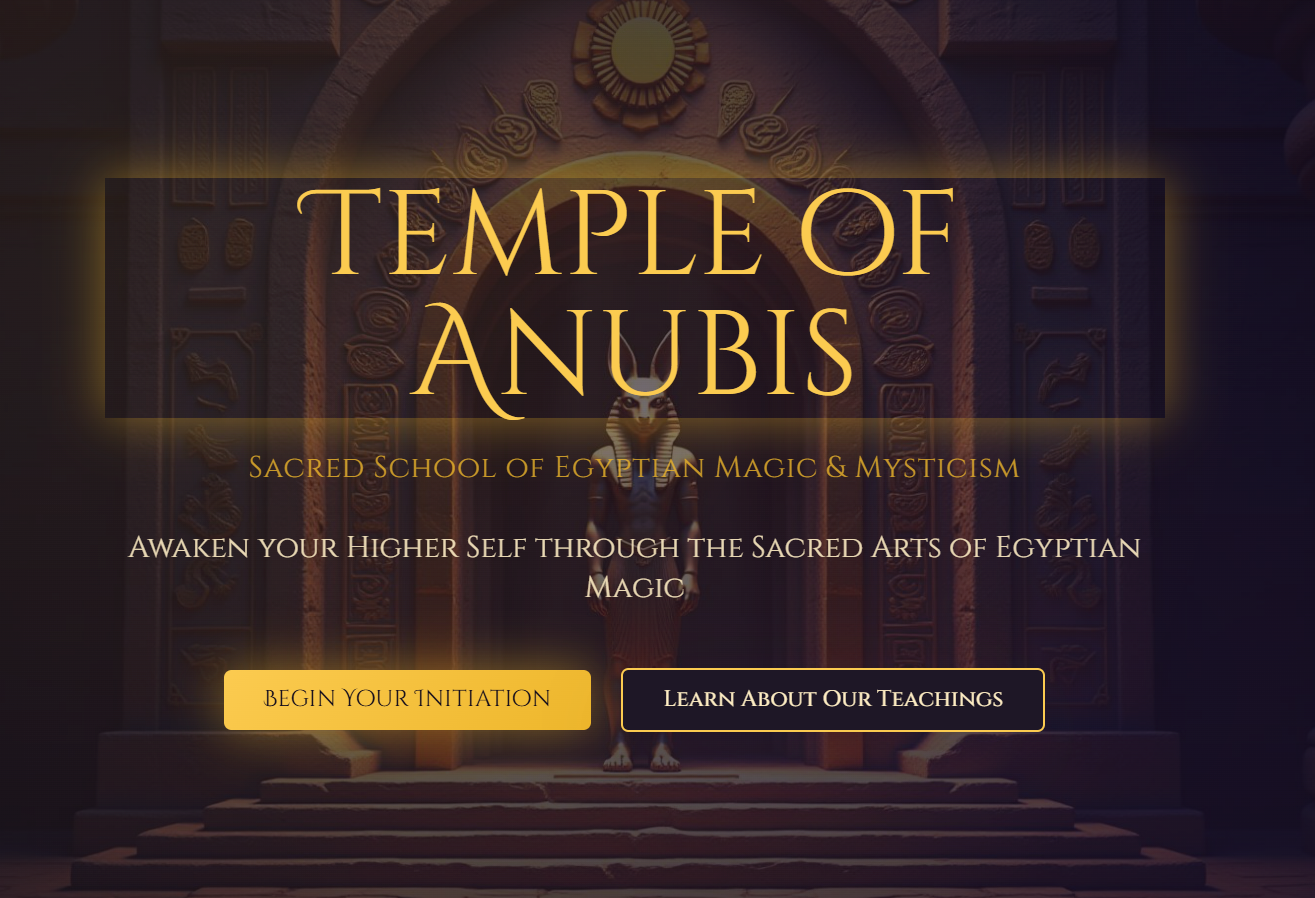 Temple Of
Anubis
Sacred School of Egyptian Magic & Mysticism
Awaken your Higher Self through the Sacred Arts of Egyptian
Magic
Begin Your Initiation
Learn About Our Teachings